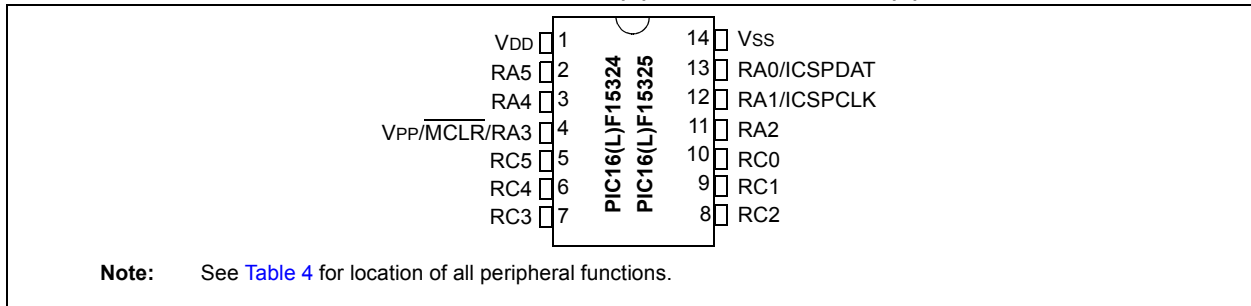 VDD 1 14 VSS
RA5 2 13 RA0/ICSPDAT
RA4 3 12 RA1/ICSPCLK
VPP/MCLR/RA3 4 11 RA2
RC5 5 10 RC0
RC4 6 9 RC1
RC3 7 8 RC2
PIC16(L)F15324
PIC16(L)F15325
Note: See Table 4 for location of all peripheral functions.